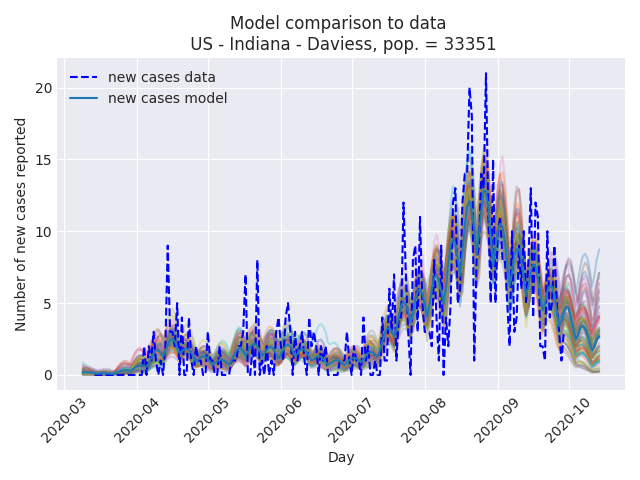 Model comparison to data
US - Indiana - Daviess, pop. = 33351
new cases data
new cases model
Number of new cases reported
20
15
10
5
0
2020-03
2020-04
2020-05
2020-06
2020-07
2020-08
2020-09
2020-10
Day